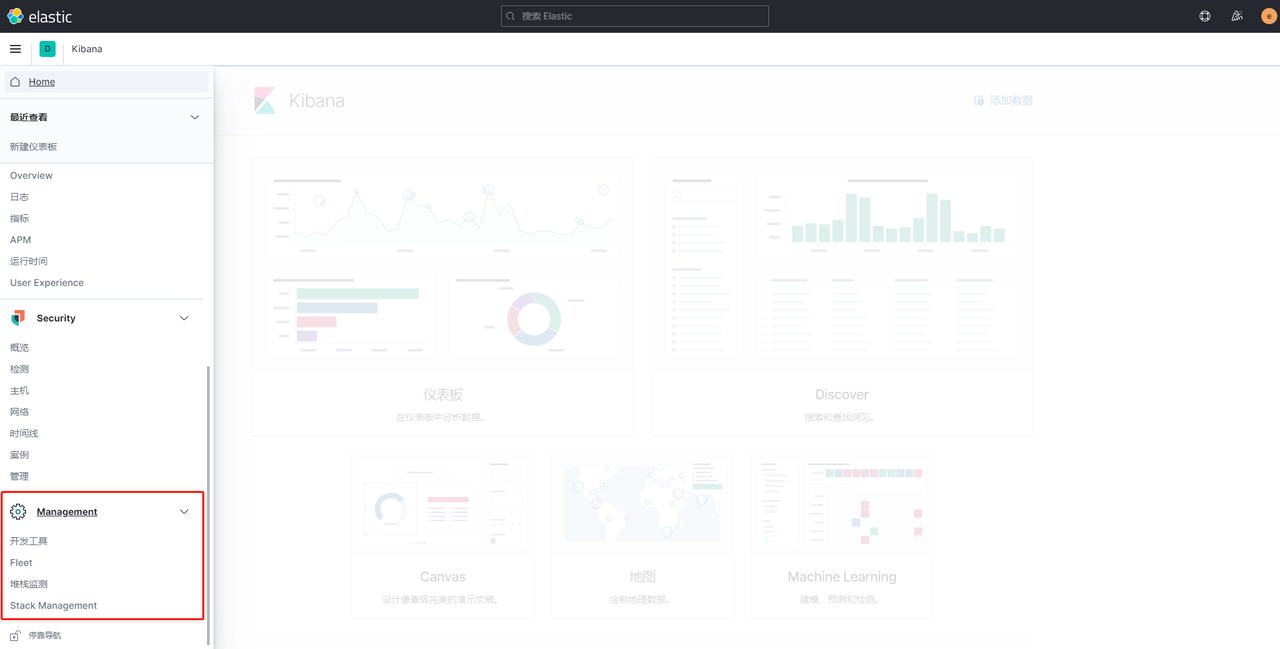 elastic
搜索 Elastic
e
D
Kibana
Home
最近查看
新建仪表板
Overview
日志
指标
APM
运行时间
User Experience
Security
概览
检测
主机
网络
时间线
案例
管理
Management
开发工具
Fleet
堆栈监测
Stack Management
停靠导航
Kibana
添加数据
仪表板
在仪表板中分析数据。
Discover
搜索和查找洞见。
Canvas
设计像素级完美的演示文稿。
地图
绘制地理数据。
Machine Learning
建模、预测和检测。